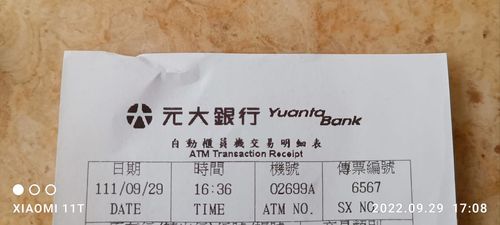 元大銀行 Yuanta Bank
自動櫃員機交易明細表
ATM Transaction Receipt
日期 時間 機號 傳票編號
111/09/29 16:36 02699A 6567
DATE TIME ATM NO. SX NO.
XIAOMI 11T 2022.09.29 17:08